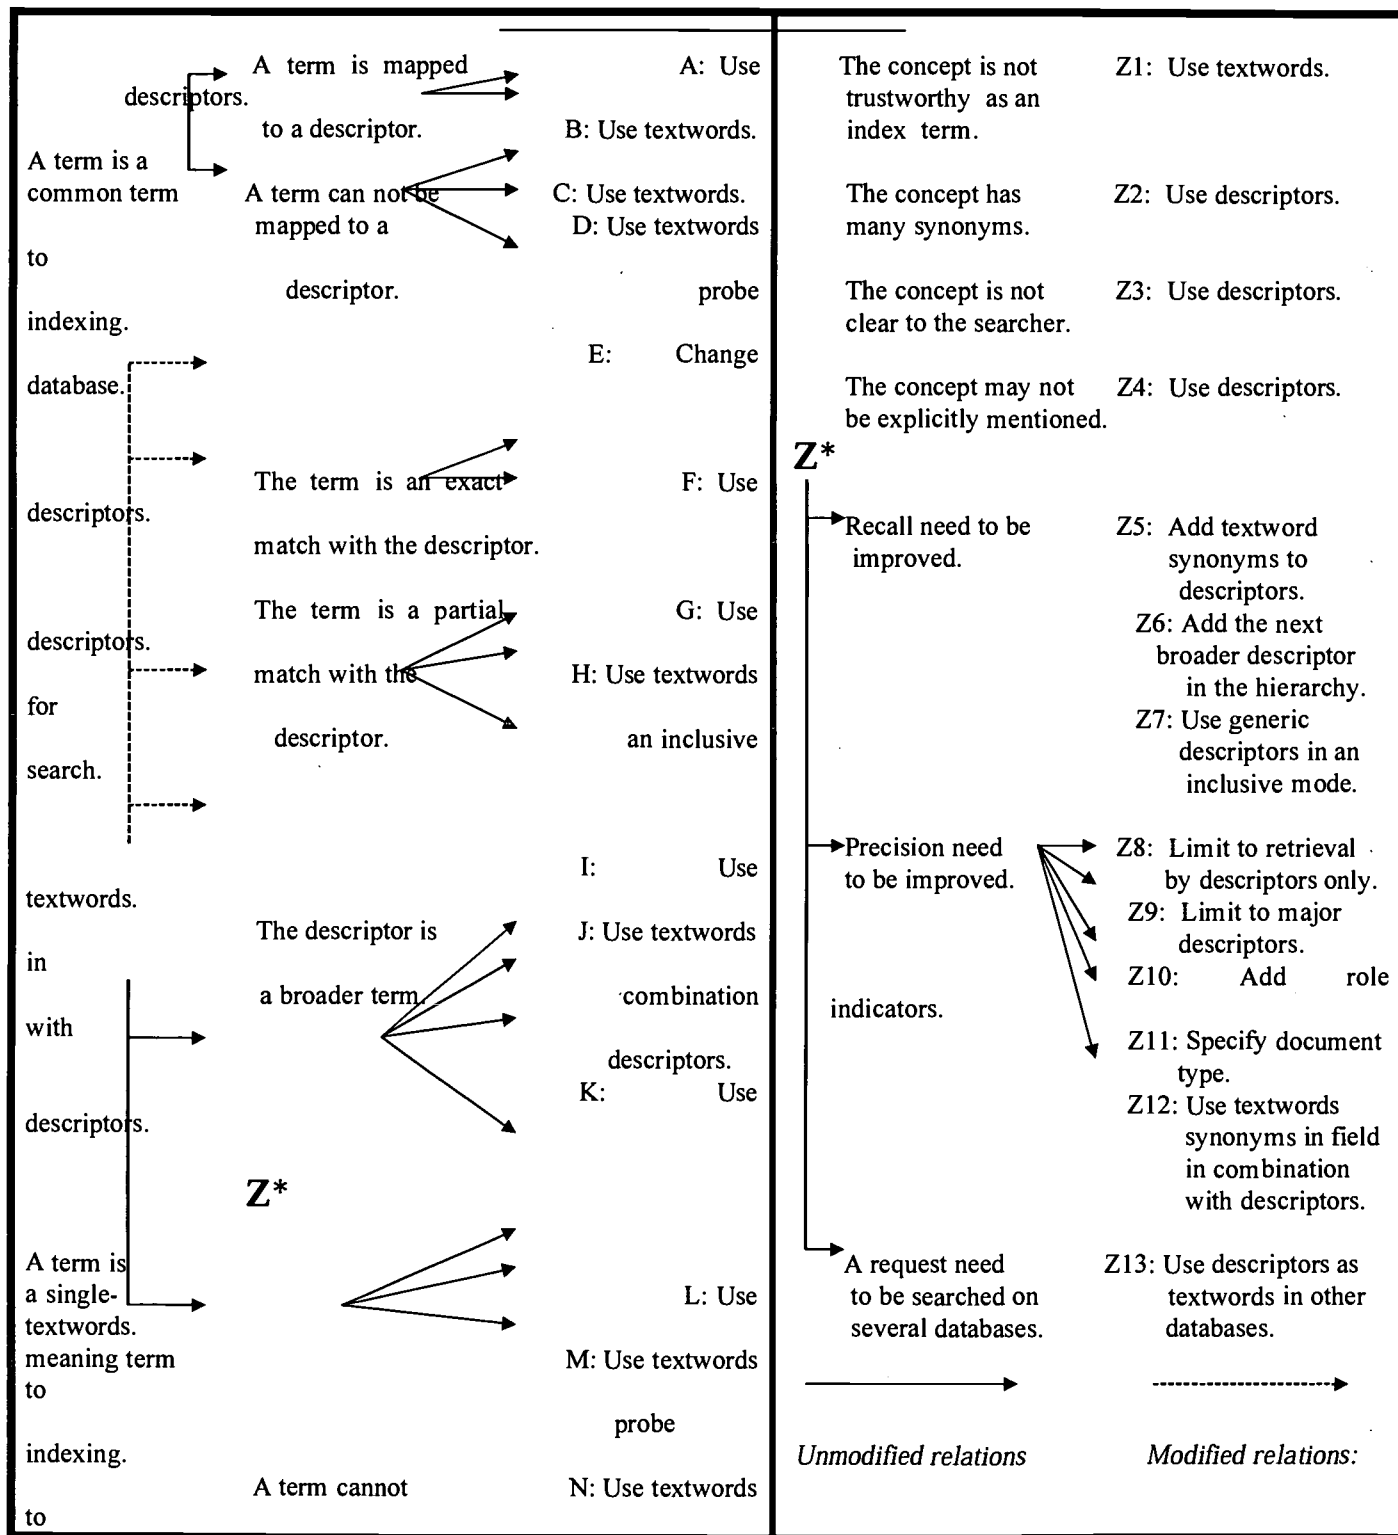 A term is mapped A: Use
descriptors.
to a descriptor. B: Use textwords.
A term is a
common term A term can not be C: Use textwords.
mapped to a D: Use textwords
to
descriptor. probe
indexing.
E: Change
database.
The term is an exact F: Use
descriptors.
match with the descriptor.
The term is a partial G: Use
descriptors.
match with the H: Use textwords
for
descriptor. an inclusive
search.
I: Use
textwords.
The descriptor is J: Use textwords
in
a broader term. combination
with
descriptors.
K: Use
descriptors.
Z*
A term is
a single- L: Use
textwords.
meaning term M: Use textwords
to
probe
indexing.
A term cannot N: Use textwords
to
The concept is not Z1: Use textwords.
trustworthy as an
index term.
The concept has Z2: Use descriptors.
many synonyms.
The concept is not Z3: Use descriptors.
clear to the searcher.
The concept may not Z4: Use descriptors.
be explicitly mentioned.
Z*
Recall need to be Z5: Add textword
improved. synonyms to
descriptors.
Z6: Add the next
broader descriptor
in the hierarchy.
Z7: Use generic
descriptors in an
inclusive mode.
Precision need Z8: Limit to retrieval
to be improved. by descriptors only.
Z9: Limit to major
descriptors.
Z10: Add role
indicators.
Z11: Specify document
type.
Z12: Use textwords
synonyms in field
in combination
with descriptors.
A request need Z13: Use descriptors as
to be searched on textwords in other
several databases. databases.
Unmodified relations Modified relations: